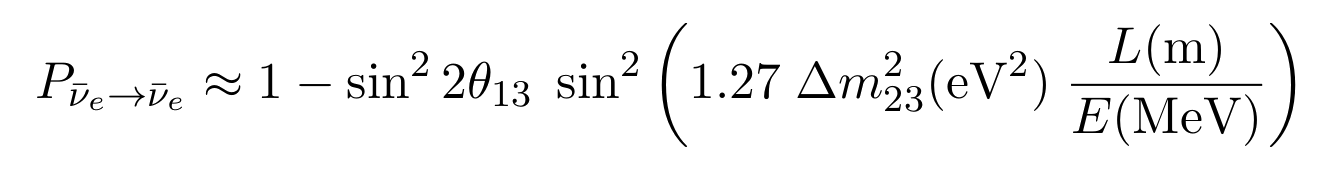 $P_{\bar{\nu}_e \to \bar{\nu}_e} \approx 1 - \sin^2 2\theta_{13} \; \sin^2 \left( 1.27 \; \Delta m^2_{23} (\mathrm{eV}^2) \; \frac{L(\mathrm{m})}{E(\mathrm{MeV})} \right)$